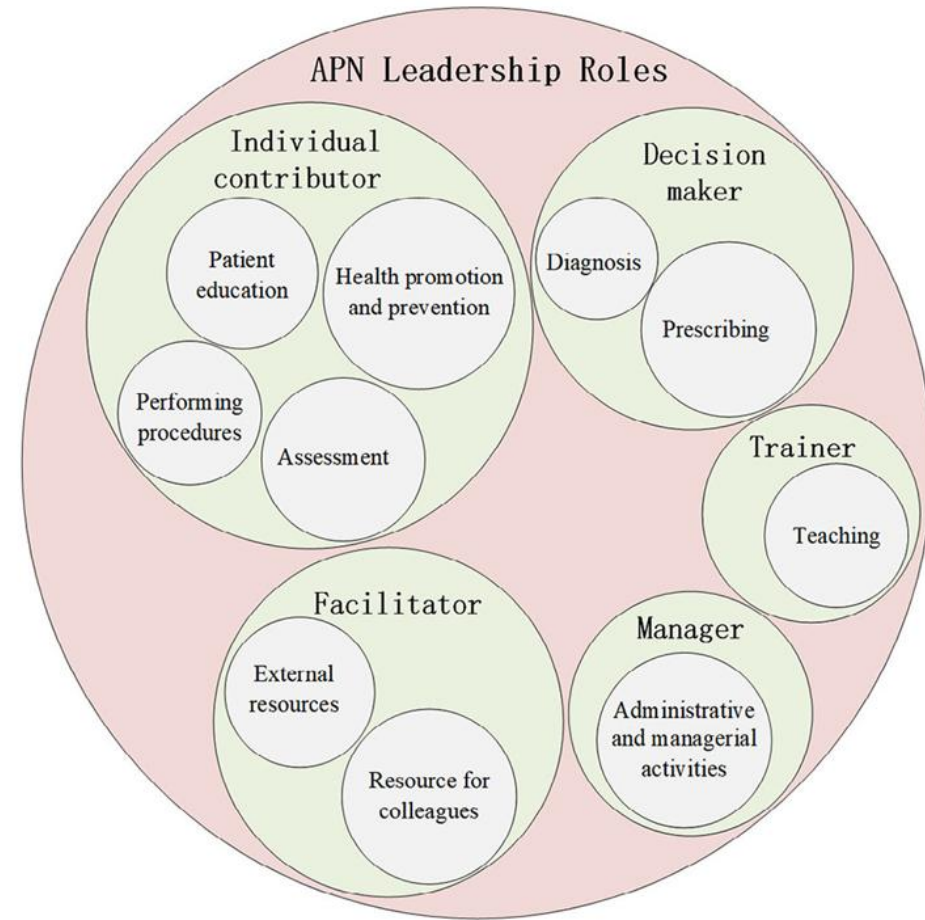 APN Leadership Roles
Individual
contributor
Patient
education
Health promotion
and prevention
Performing
procedures
Assessment
Decision
maker
Diagnosis
Prescribing
Trainer
Teaching
Facilitator
External
resources
Resource for
colleagues
Manager
Administrative
and managerial
activities